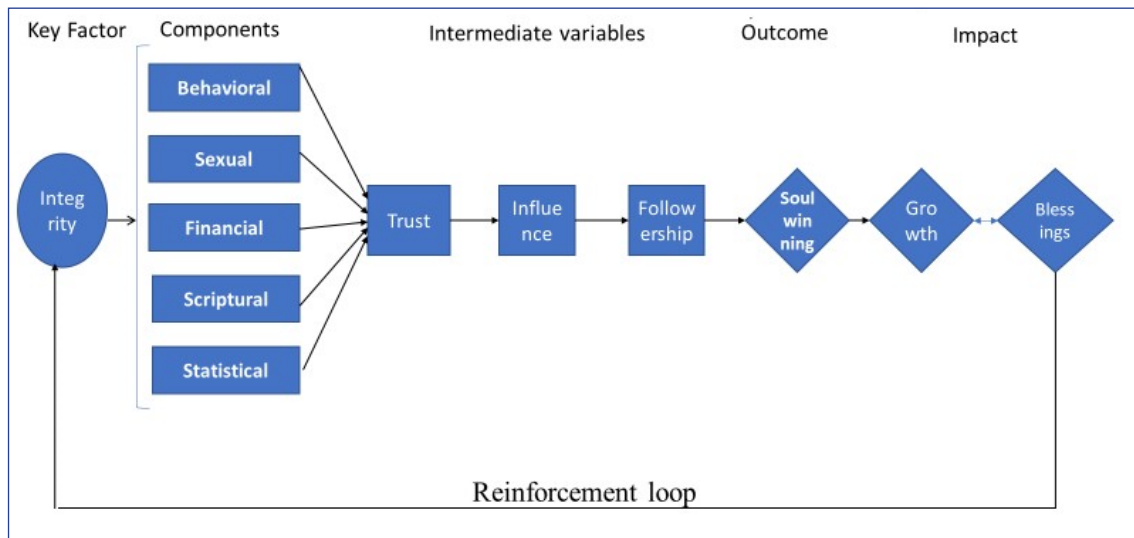 Key Factor
Components
Intermediate variables
Outcome
Impact
Behavioral
Sexual
Financial
Scriptural
Statistical
Integ
rity
Trust
Influe
nce
Follow
ership
Soul
win
ning
Gro
wth
Bless
ings
Reinforcement loop